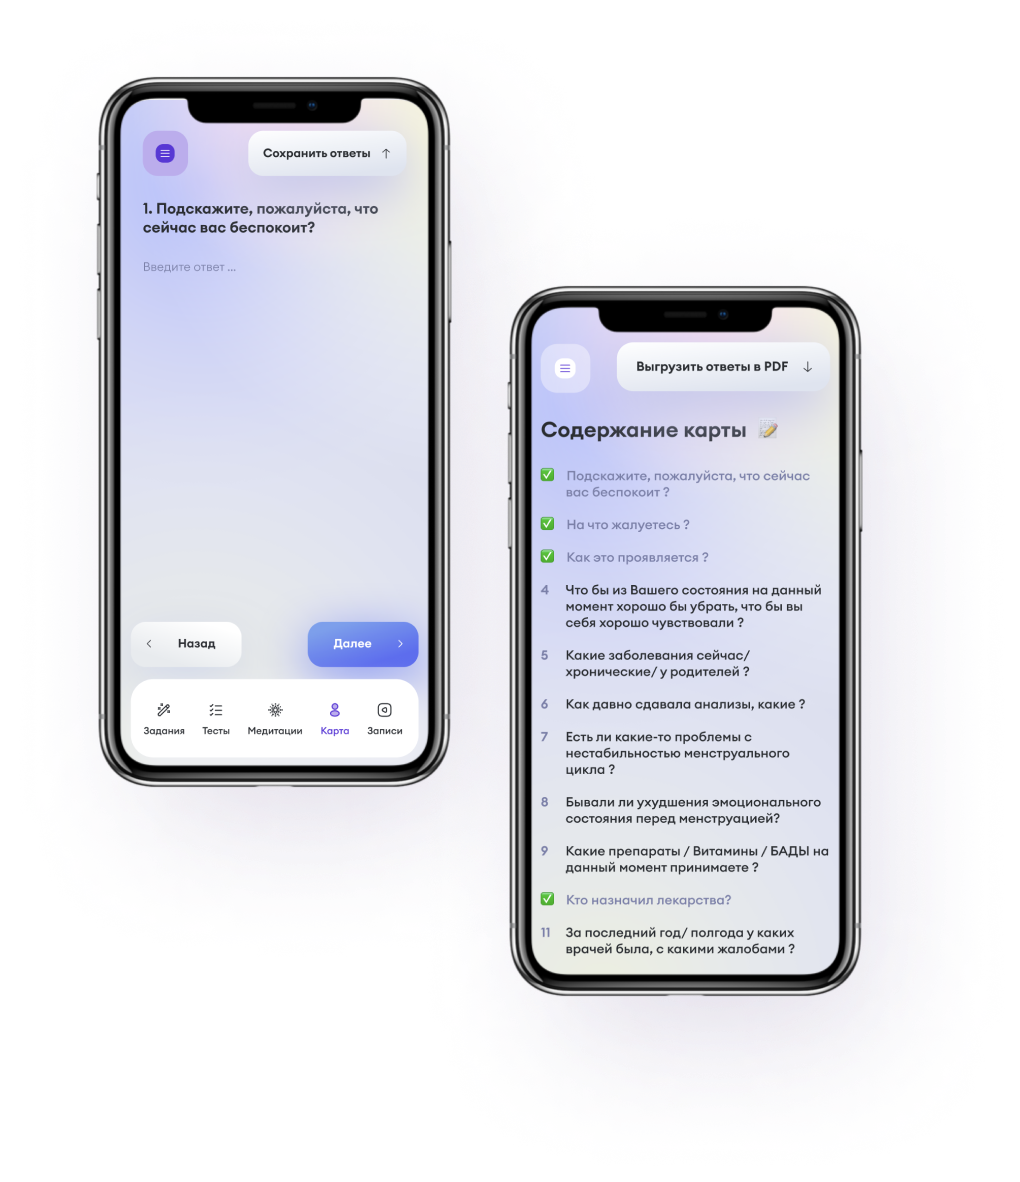 Сохранить ответы ↑
1. Подскажите, пожалуйста, что
сейчас вас беспокоит?
Введите ответ ...
Назад
Далее
Задания
Тесты
Медитации
Карта
Записи
Выгрузить ответы в PDF ↓
Содержание карты 📝
✅ Подскажите, пожалуйста, что сейчас
вас беспокоит ?
✅ На что жалуетесь ?
✅ Как это проявляется ?
4 Что бы из Вашего состояния на данный
момент хорошо бы убрать, что бы вы
себя хорошо чувствовали ?
5 Какие заболевания сейчас/
хронические/ у родителей ?
6 Как давно сдавала анализы, какие ?
7 Есть ли какие-то проблемы с
нестабильностью менструального
цикла ?
8 Бывали ли ухудшения эмоционального
состояния перед менструацией?
9 Какие препараты / Витамины / БАДЫ на
данный момент принимаете ?
✅ Кто назначил лекарства?
11 За последний год/ полгода у каких
врачей была, с какими жалобами ?